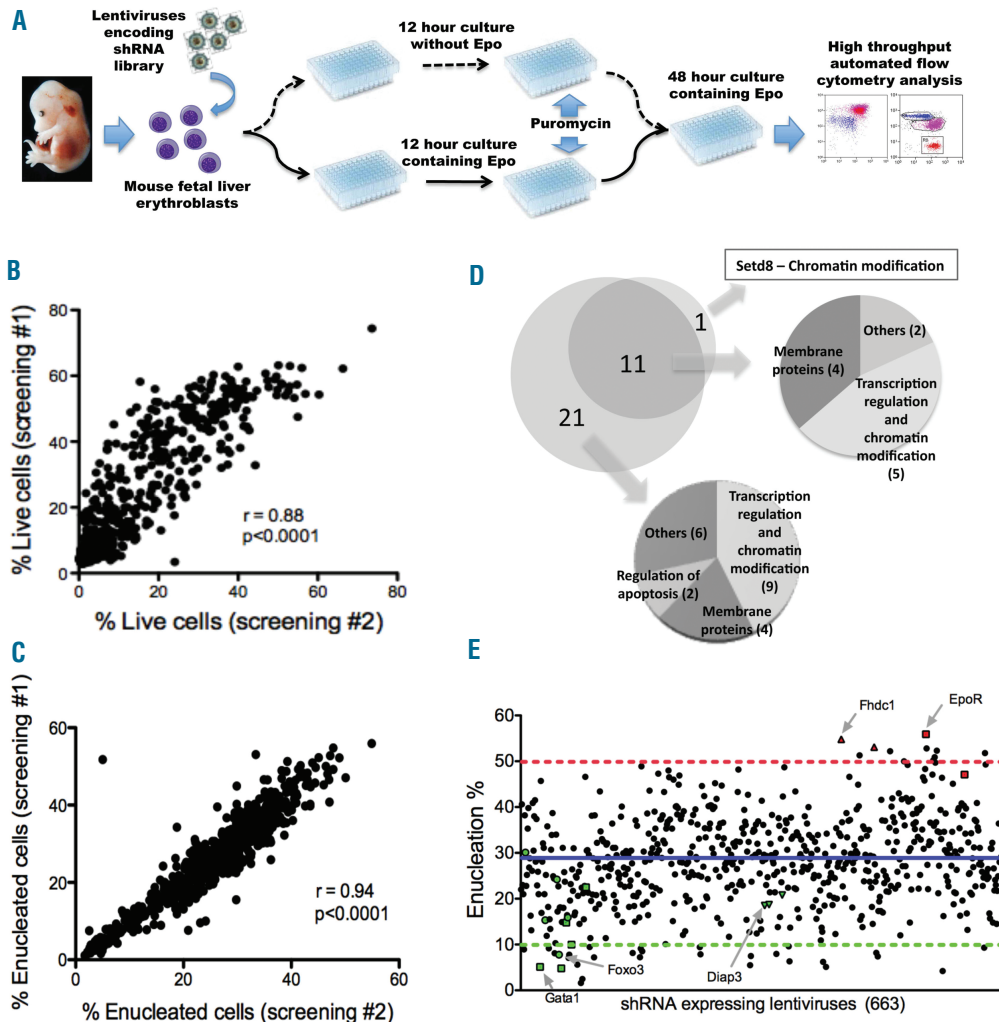 A
Lentiviruses
encoding
shRNA
library
Mouse fetal liver
erythroblasts
12 hour culture
without Epo
12 hour culture
containing Epo
Puromycin
48 hour culture
containing Epo
High throughput
automated flow
cytometry analysis
B
% Live cells (screening #1)
80
60
40
20
0
r = 0.88
p<0.0001
0 20 40 60 80
% Live cells (screening #2)
C
% Enucleated cells (screening #1)
60
40
20
0
r = 0.94
p<0.0001
0 20 40 60
% Enucleated cells (screening #2)
D
Setd8 – Chromatin modification
1
11
21
Others (2)
Membrane
proteins (4)
Transcription
regulation
and
chromatin
modification
(5)
Transcription
regulation
and
chromatin
modification
(9)
Others (6)
Regulation of
apoptosis (2)
Membrane
proteins (4)
E
Enucleation %
60
50
40
30
20
10
0
Fhdc1
EpoR
Foxo3
Gata1
Diap3
shRNA expressing lentiviruses (663)